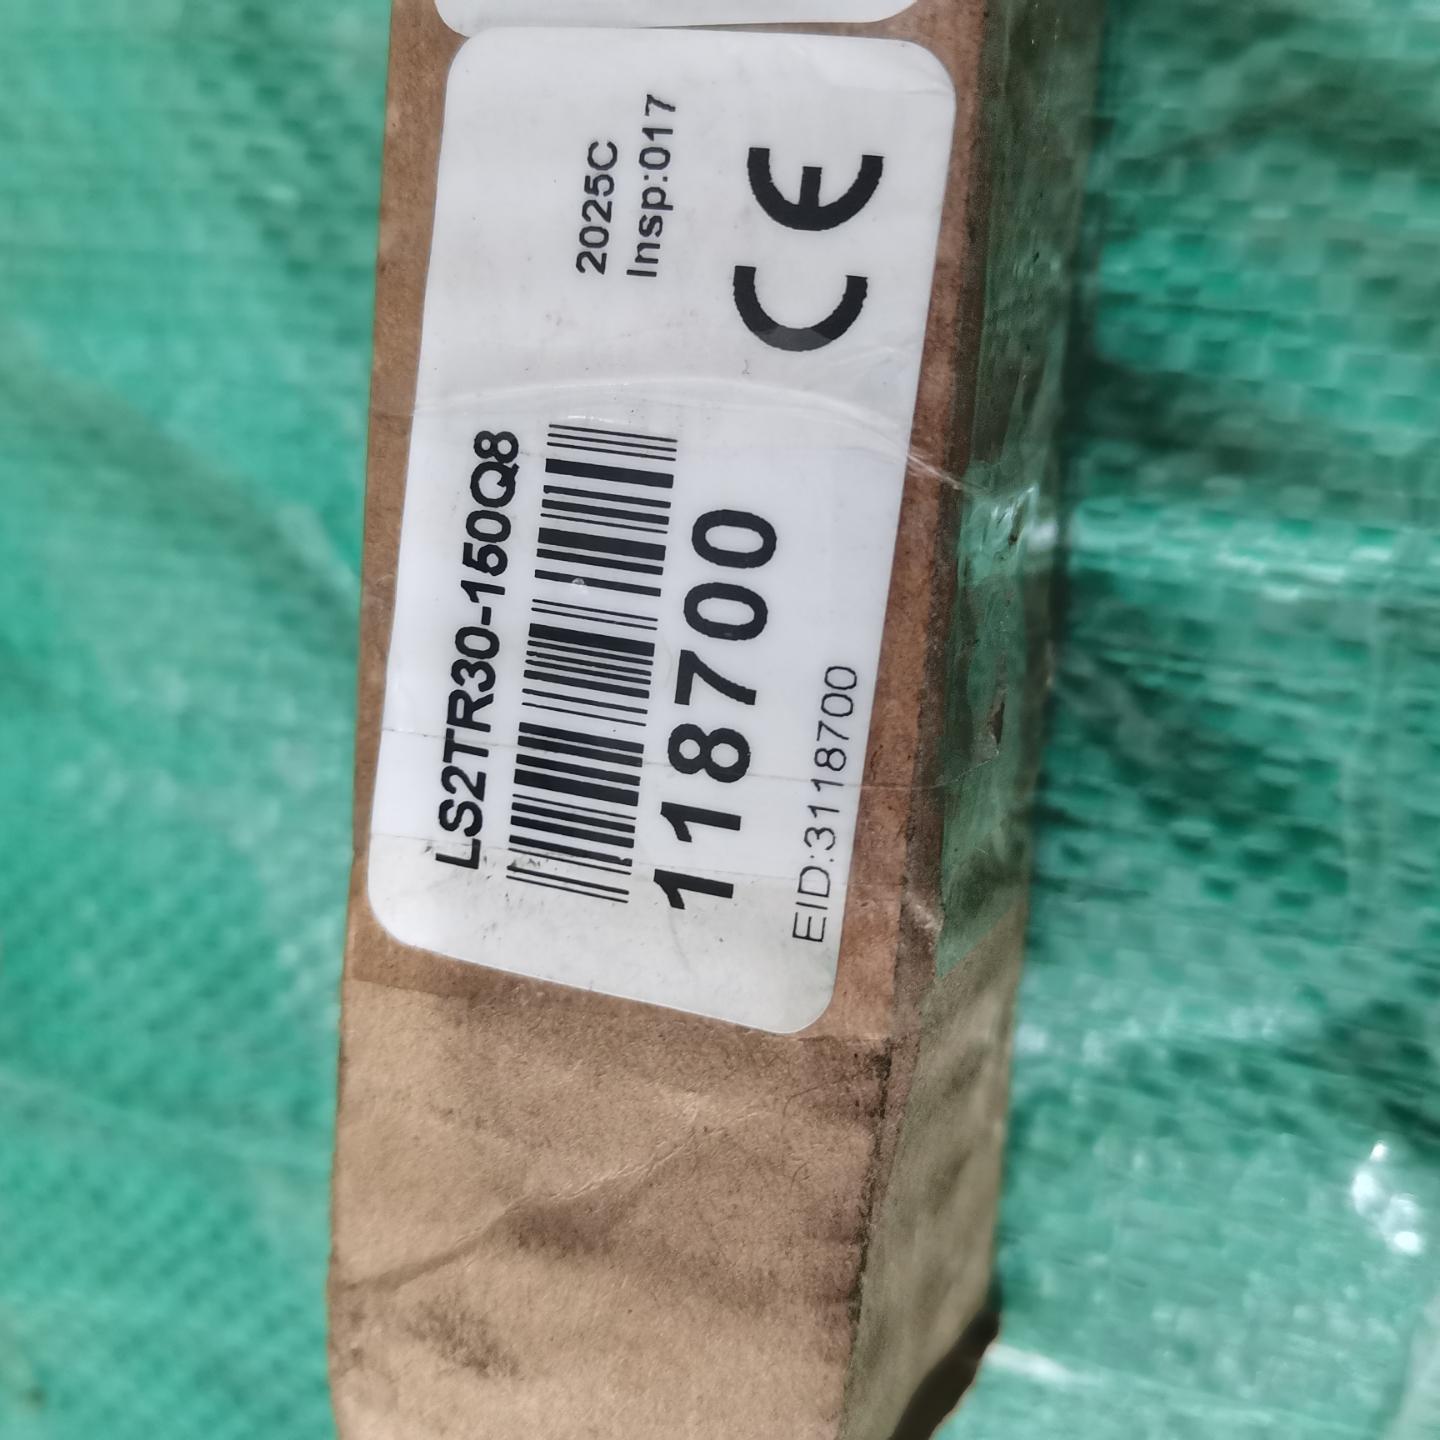 LS2TR30-150Q8
118700
EID:3118700
2025C
Insp:017
CE